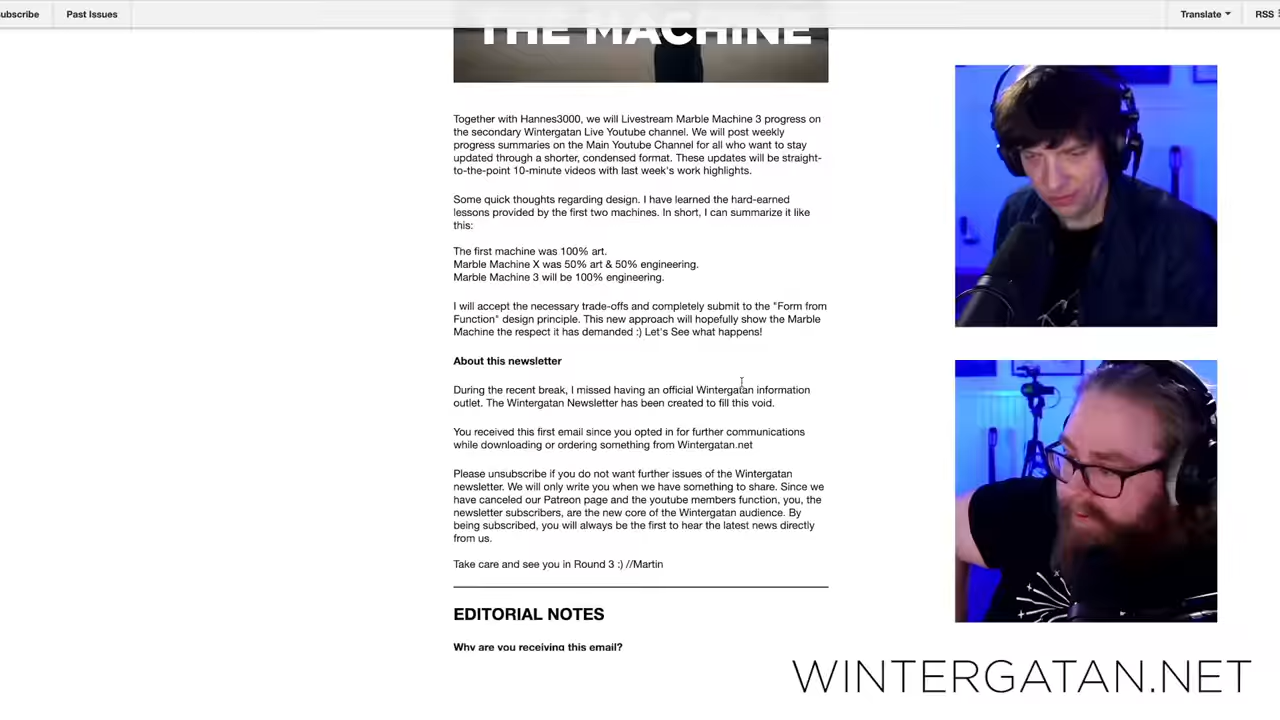 ubscribe
Past Issues
Translate
RSS
THE MACHINE
Together with Hannes3000, we will Livestream Marble Machine 3 progress on
the secondary Wintergatan Live Youtube channel. We will post weekly
progress summaries on the Main Youtube Channel for all who want to stay
updated through a shorter, condensed format. These updates will be straight-
to-the-point 10-minute videos with last week's work highlights.
Some quick thoughts regarding design. I have learned the hard-earned
lessons provided by the first two machines. In short, I can summarize it like
this:
The first machine was 100% art.
Marble Machine X was 50% art & 50% engineering.
Marble Machine 3 will be 100% engineering.
I will accept the necessary trade-offs and completely submit to the "Form from
Function" design principle. This new approach will hopefully show the Marble
Machine the respect it has demanded :) Let's See what happens!
About this newsletter
During the recent break, I missed having an official Wintergatan information
outlet. The Wintergatan Newsletter has been created to fill this void.
You received this first email since you opted in for further communications
while downloading or ordering something from Wintergatan.net
Please unsubscribe if you do not want further issues of the Wintergatan
newsletter. We will only write you when we have something to share. Since we
have canceled our Patreon page and the youtube members function, you, the
newsletter subscribers, are the new core of the Wintergatan audience. By
being subscribed, you will always be the first to hear the latest news directly
from us.
Take care and see you in Round 3 :) //Martin
EDITORIAL NOTES
Why are you receiving this email?
WINTERGATAN.NET